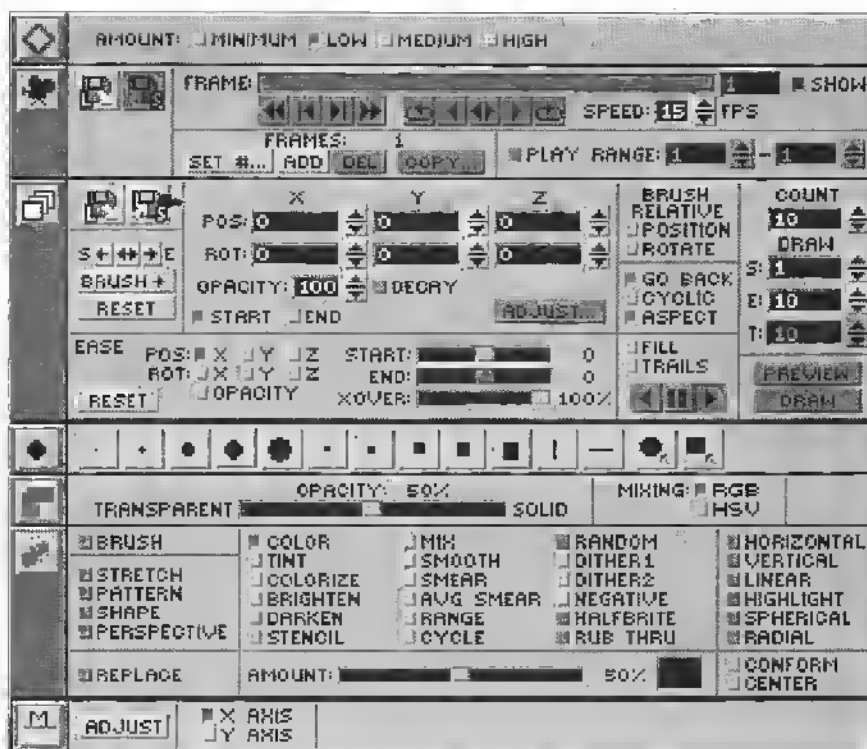 AMOUNT: MINIMUM LOW MEDIUM HIGH
FRAME: 1 SHOW
SPEED: 15 FPS
FRAMES: 1
SET #... ADD DEL COPY... PLAY RANGE: 1 - 1
X Y Z
POS: 0 0 0
ROT: 0 0 0
S E
BRUSH
RESET
OPACITY: 100 DECAY
START END ADJUST...
BRUSH
RELATIVE
POSITION
ROTATE
GO BACK
CYCLIC
ASPECT
FILL
TRAILS
COUNT
10
DRAW
S: 1
E: 10
T: 10
PREVIEW
DRAW
EASE
POS: X Y Z START: 0
ROT: X Y Z END: 0
RESET OPACITY XOVER: 100%
OPACITY: 50%
TRANSPARENT SOLID
MIXING: RGB
HSV
BRUSH
STRETCH
PATTERN
SHAPE
PERSPECTIVE
REPLACE
COLOR MIX RANDOM HORIZONTAL
TINT SMOOTH DITHER1 VERTICAL
COLORIZE SMEAR DITHER2 LINEAR
BRIGHTEN AVG SMEAR NEGATIVE HIGHLIGHT
DARKEN RANGE HALFBRITE SPHERICAL
STENCIL CYCLE RUB THRU RADIAL
AMOUNT: 50% CONFORM
CENTER
ADJUST X AXIS
Y AXIS